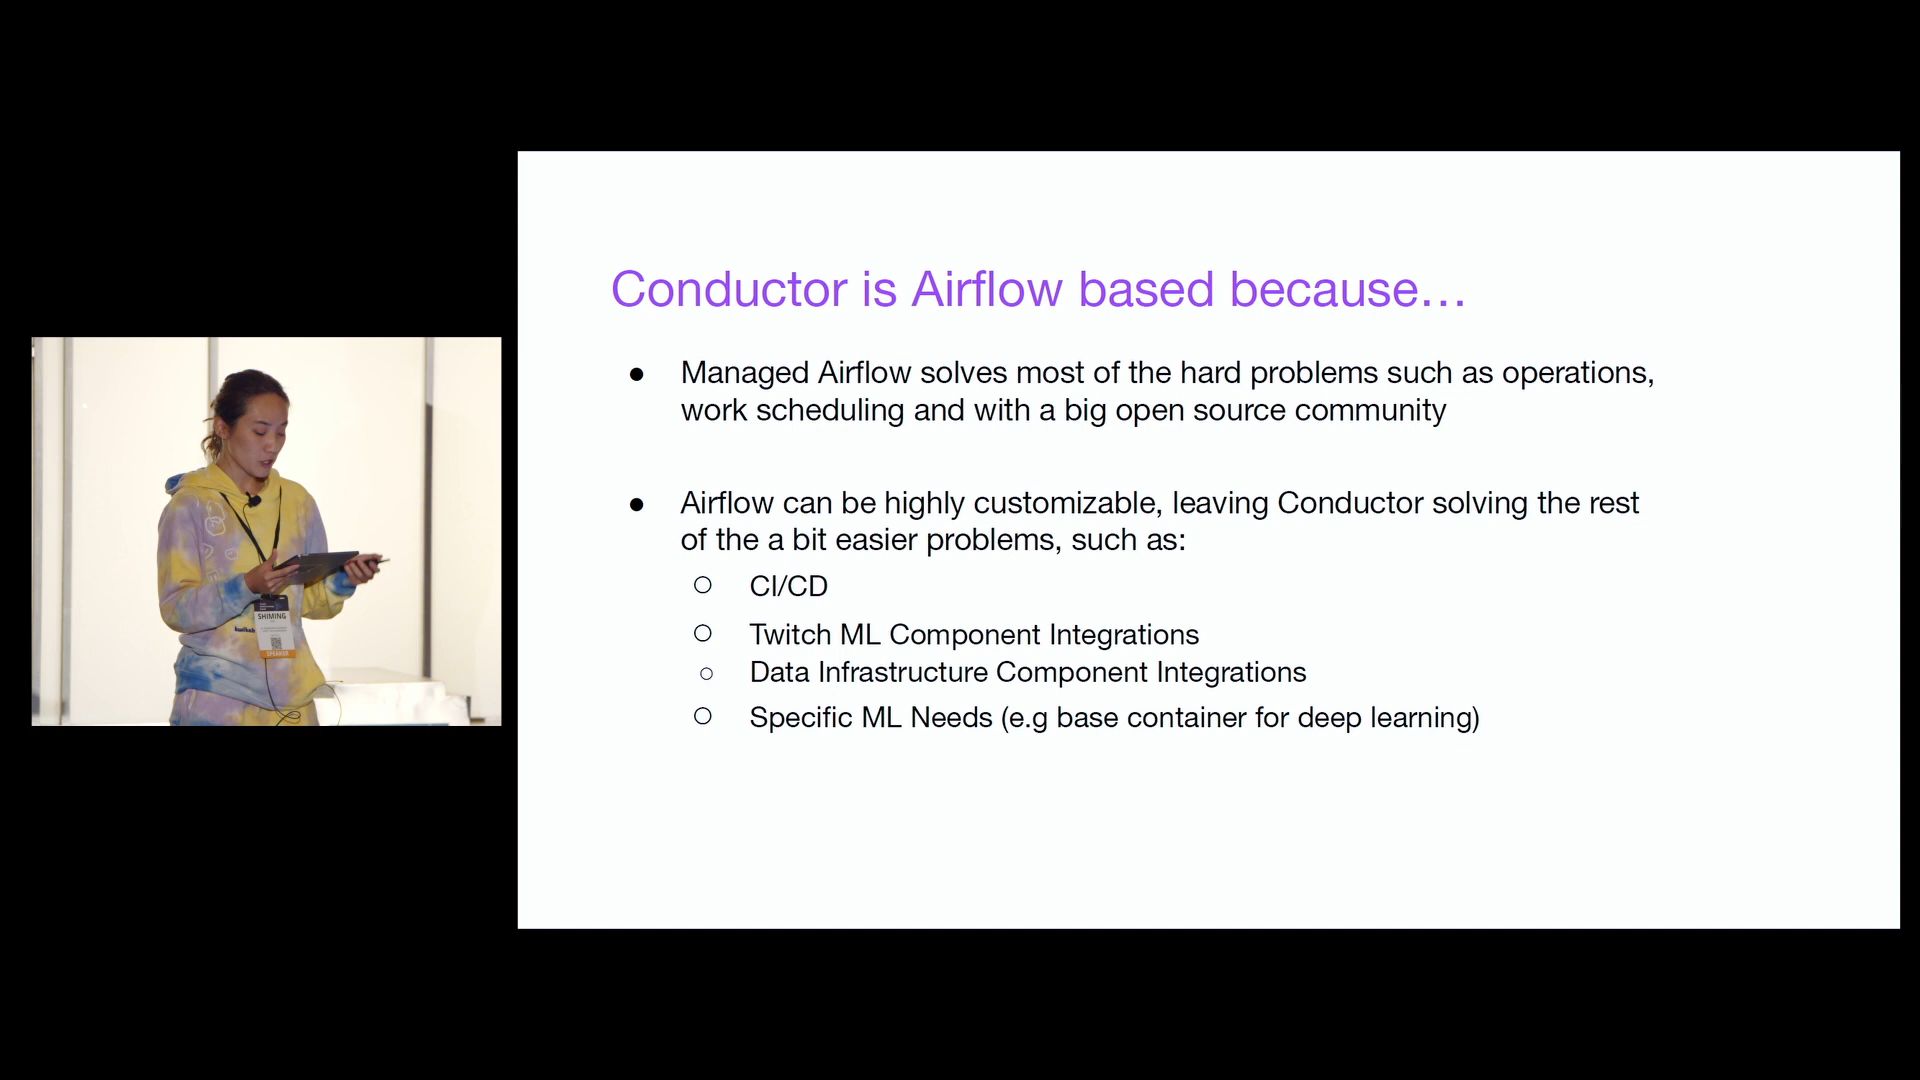 Conductor is Airflow based because…
● Managed Airflow solves most of the hard problems such as operations,
work scheduling and with a big open source community
● Airflow can be highly customizable, leaving Conductor solving the rest
of the a bit easier problems, such as:
○ CI/CD
○ Twitch ML Component Integrations
○ Data Infrastructure Component Integrations
○ Specific ML Needs (e.g base container for deep learning)
SHIMING
SPEAKER